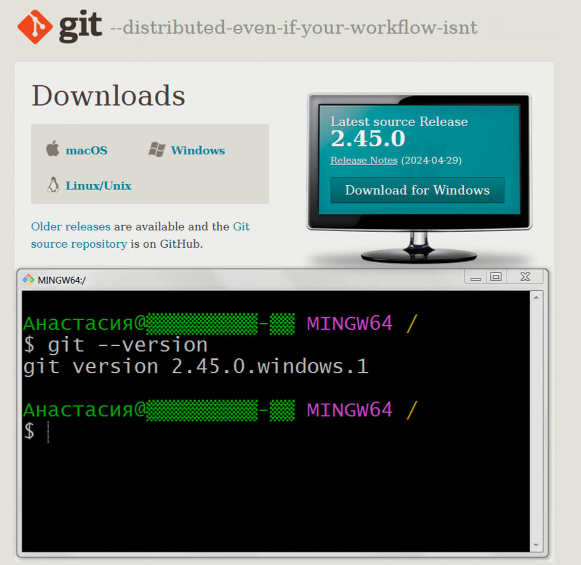 git --distributed-even-if-your-workflow-isnt
Downloads
macOS
Windows
Linux/Unix
Older releases are available and the Git
source repository is on GitHub.
Latest source Release
2.45.0
Release Notes (2024-04-29)
Download for Windows
MINGW64:/
Анастасия@▒▒▒▒▒▒▒▒▒-▒▒ MINGW64 /
$ git --version
git version 2.45.0.windows.1
Анастасия@▒▒▒▒▒▒▒▒▒-▒▒ MINGW64 /
$